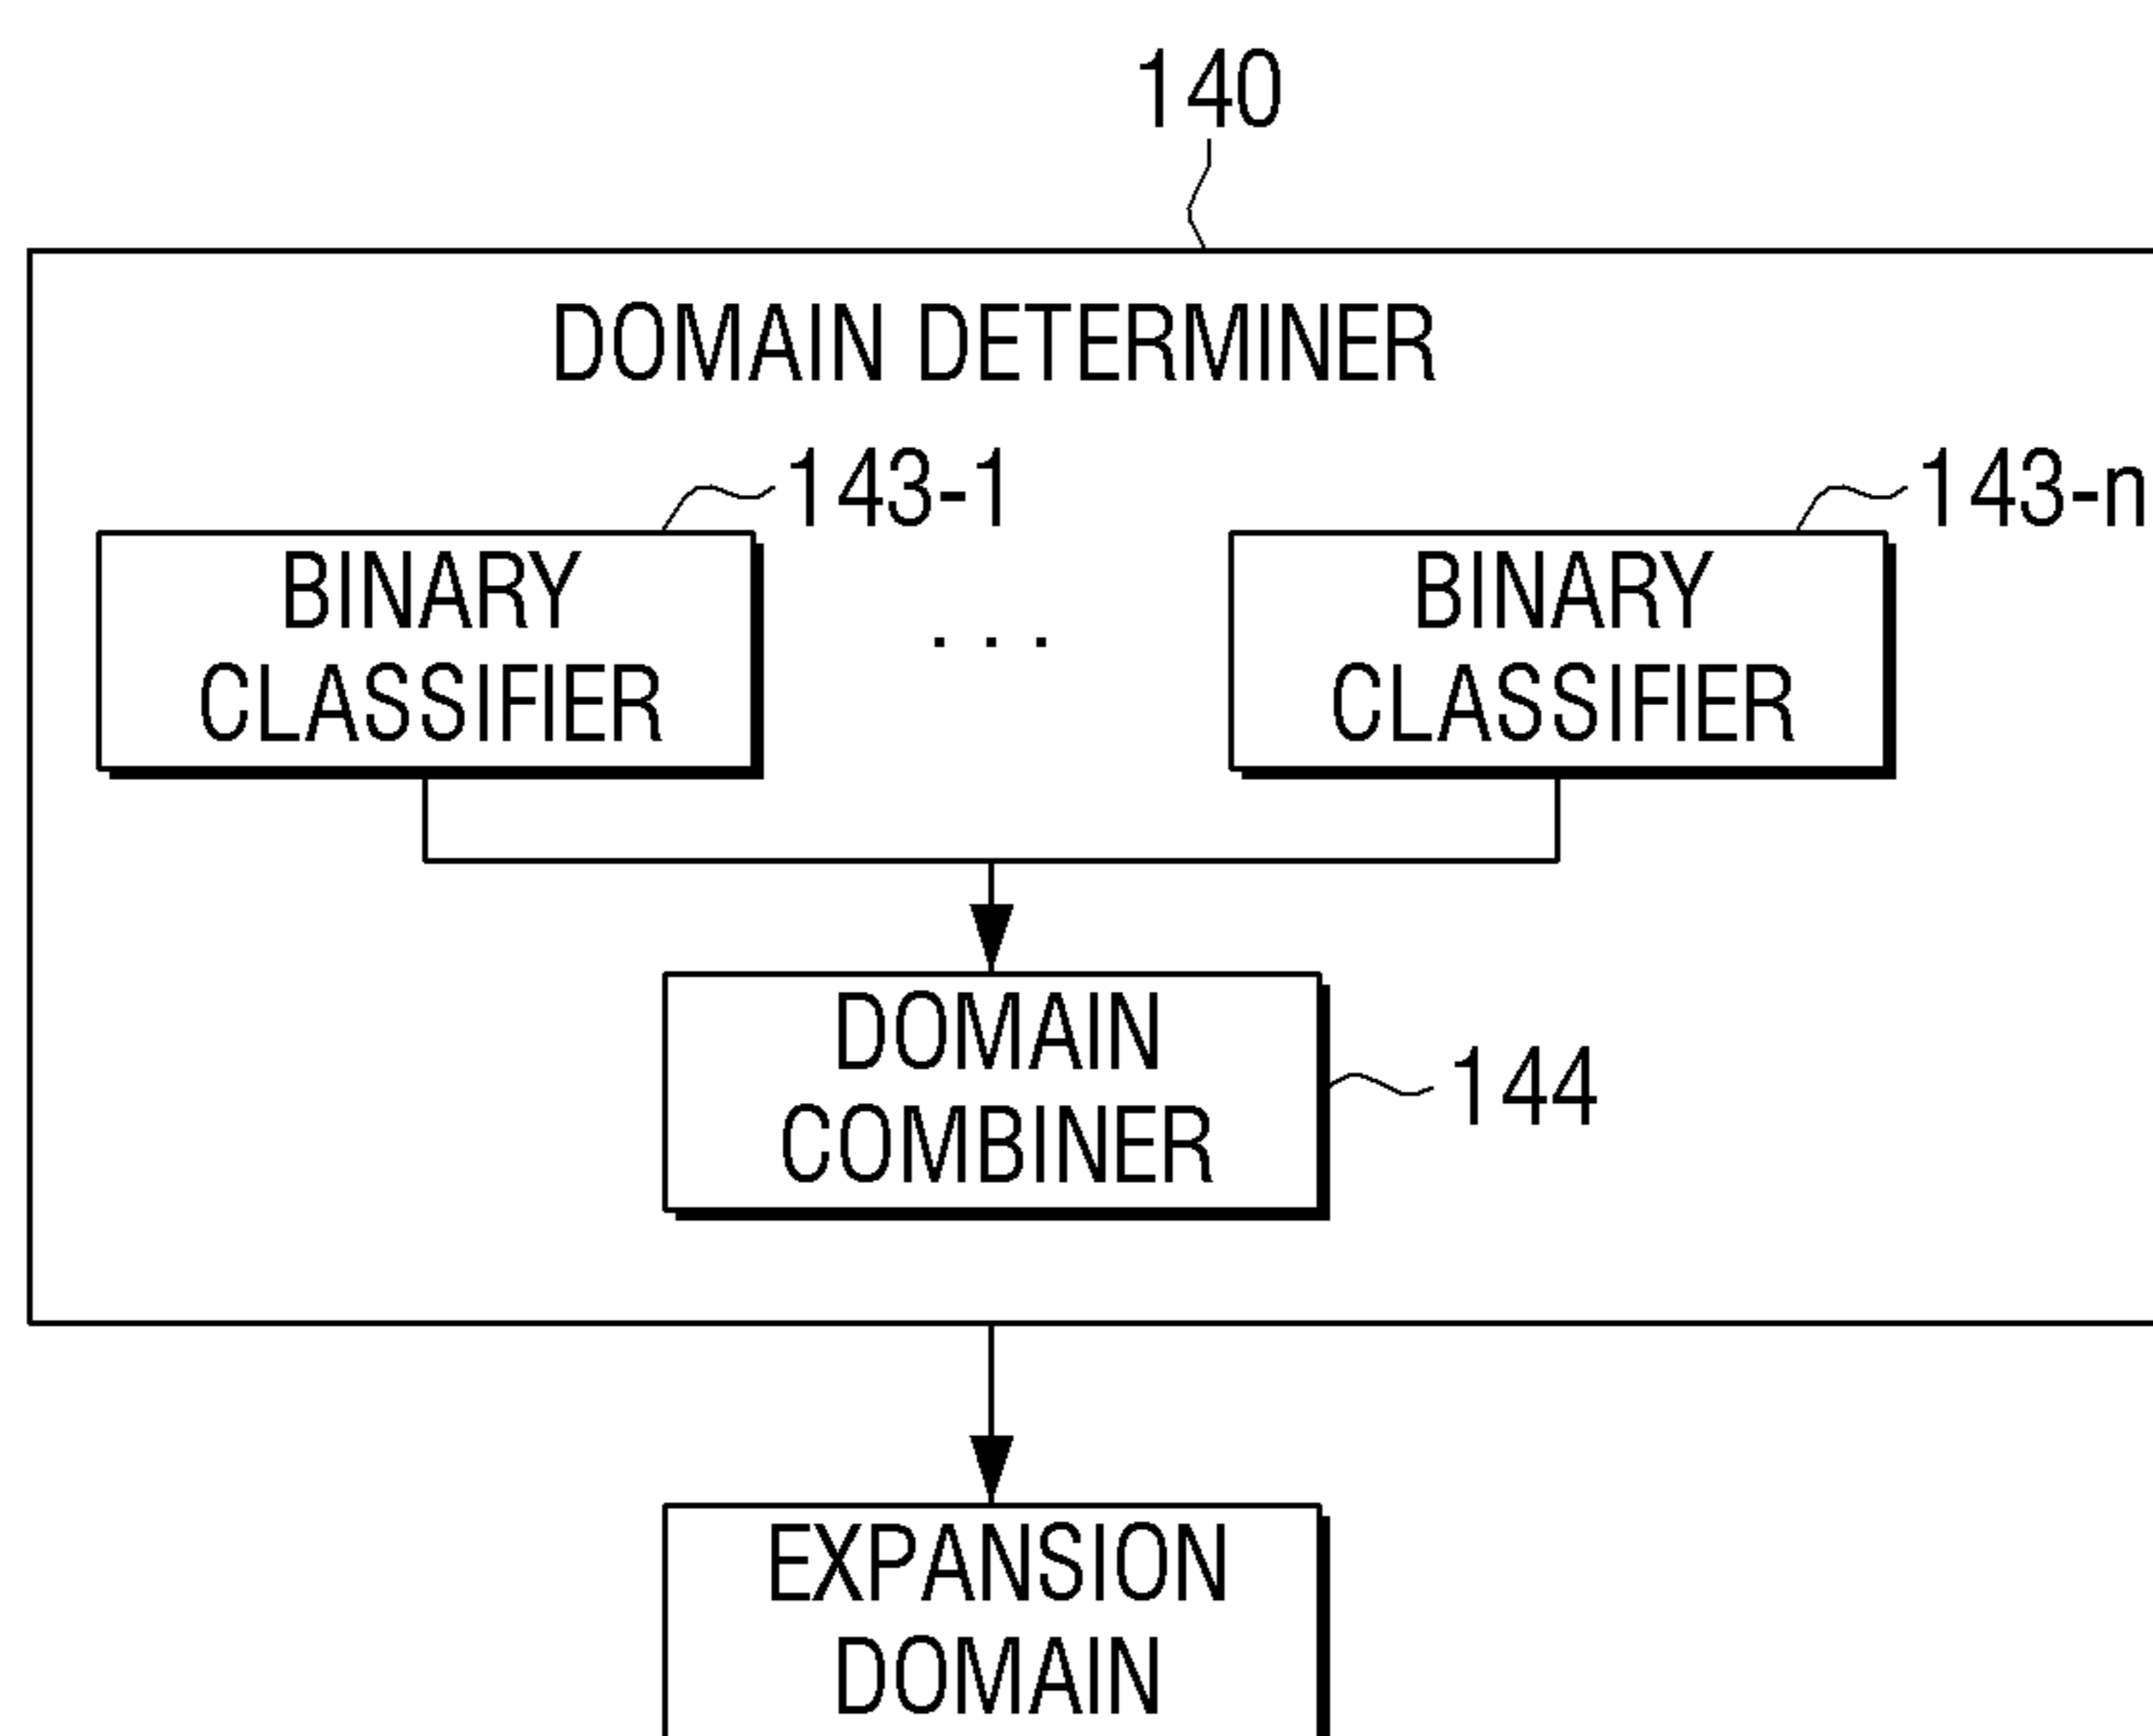 140
DOMAIN DETERMINER
143-1
143-n
BINARY
CLASSIFIER
. . .
BINARY
CLASSIFIER
DOMAIN
COMBINER
144
EXPANSION
DOMAIN